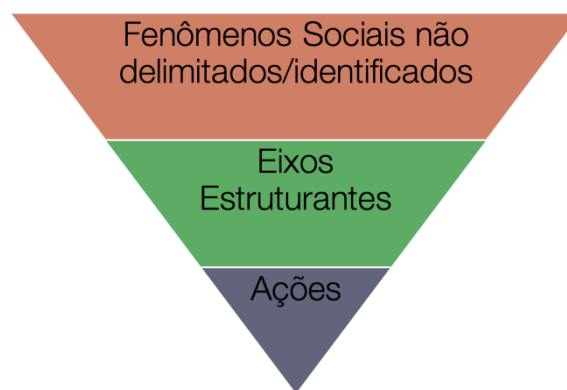 Fenômenos Sociais não
delimitados/identificados
Eixos
Estruturantes
Ações